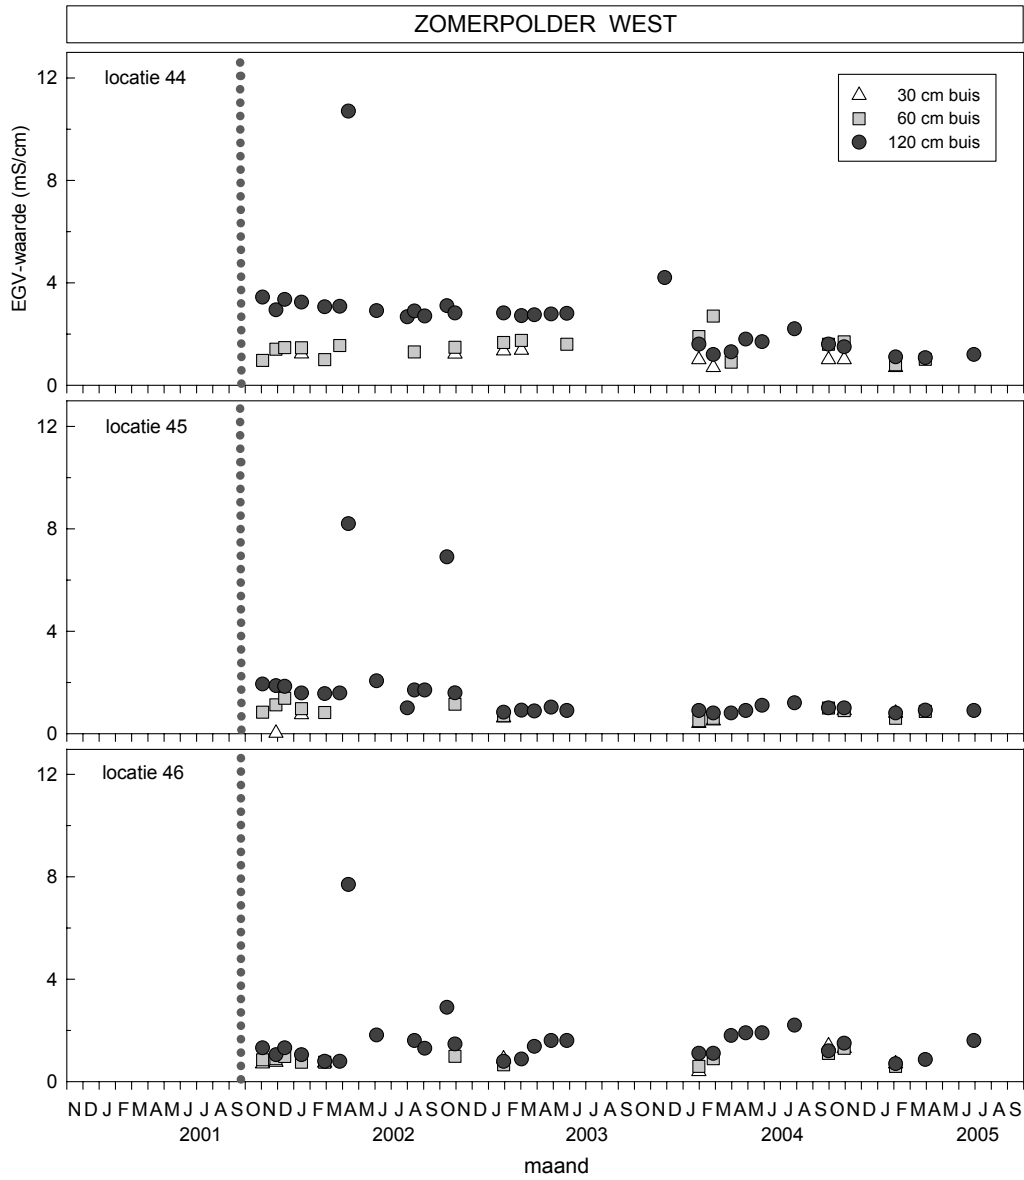 ZOMERPOLDER WEST
locatie 44
30 cm buis
60 cm buis
120 cm buis
EGV-waarde (mS/cm)
12
8
4
0
locatie 45
12
8
4
0
locatie 46
12
8
4
0
N D J F M A M J J A S O N D J F M A M J J A S O N D J F M A M J J A S O N D J F M A M J J A S O N D J F M A M J J A S
2001 2002 2003 2004 2005
maand